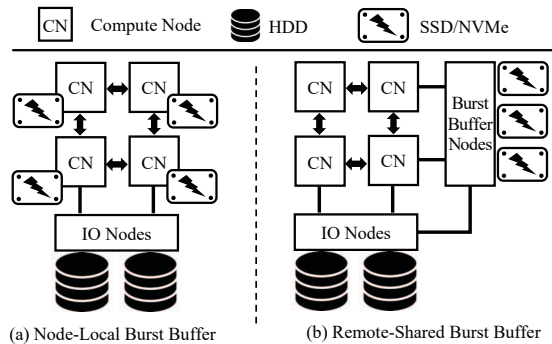 CN Compute Node HDD SSD/NVMe
CN CN
CN CN
IO Nodes
(a) Node-Local Burst Buffer
CN CN
CN CN
Burst
Buffer
Nodes
IO Nodes
(b) Remote-Shared Burst Buffer